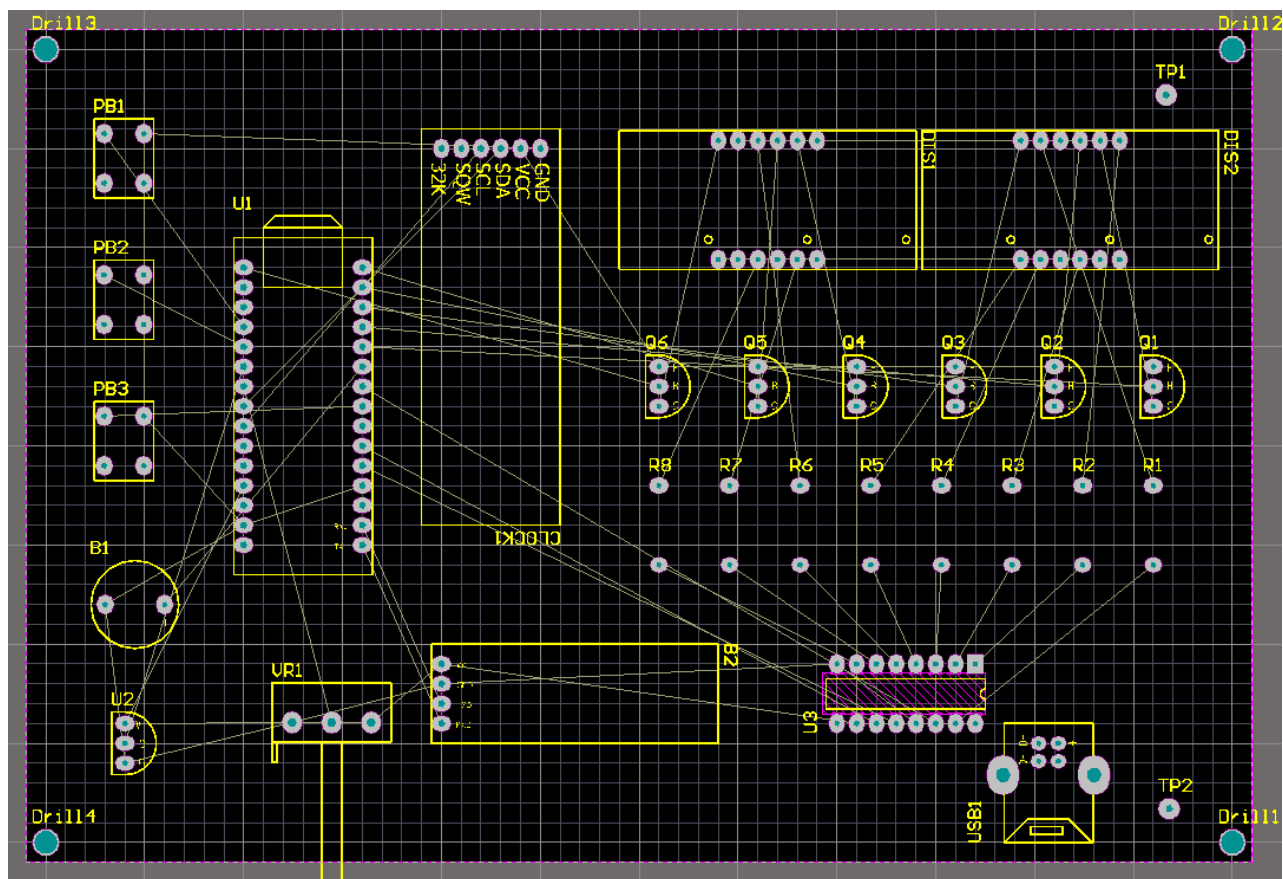 Drill3
Drill2
TP1
PB1
DIS1
DIS2
32K
SQW
SCL
SDA
VCC
GND
U1
PB2
Q6
Q5
Q4
Q3
Q2
Q1
PB3
R8
R7
R6
R5
R4
R3
R2
R1
CLOCK1
B1
B2
VR1
U2
U3
TP2
USB1
Drill4
Drill1